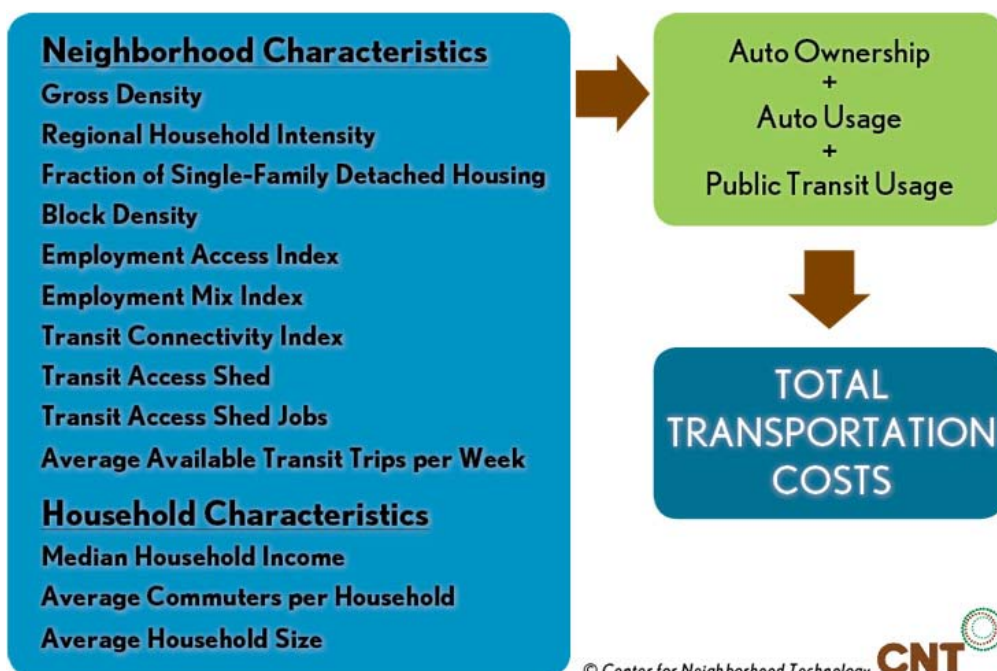 Neighborhood Characteristics
Gross Density
Regional Household Intensity
Fraction of Single-Family Detached Housing
Block Density
Employment Access Index
Employment Mix Index
Transit Connectivity Index
Transit Access Shed
Transit Access Shed Jobs
Average Available Transit Trips per Week
Household Characteristics
Median Household Income
Average Commuters per Household
Average Household Size
Auto Ownership
+
Auto Usage
+
Public Transit Usage
TOTAL
TRANSPORTATION
COSTS
© Center for Neighborhood Technology
CNT